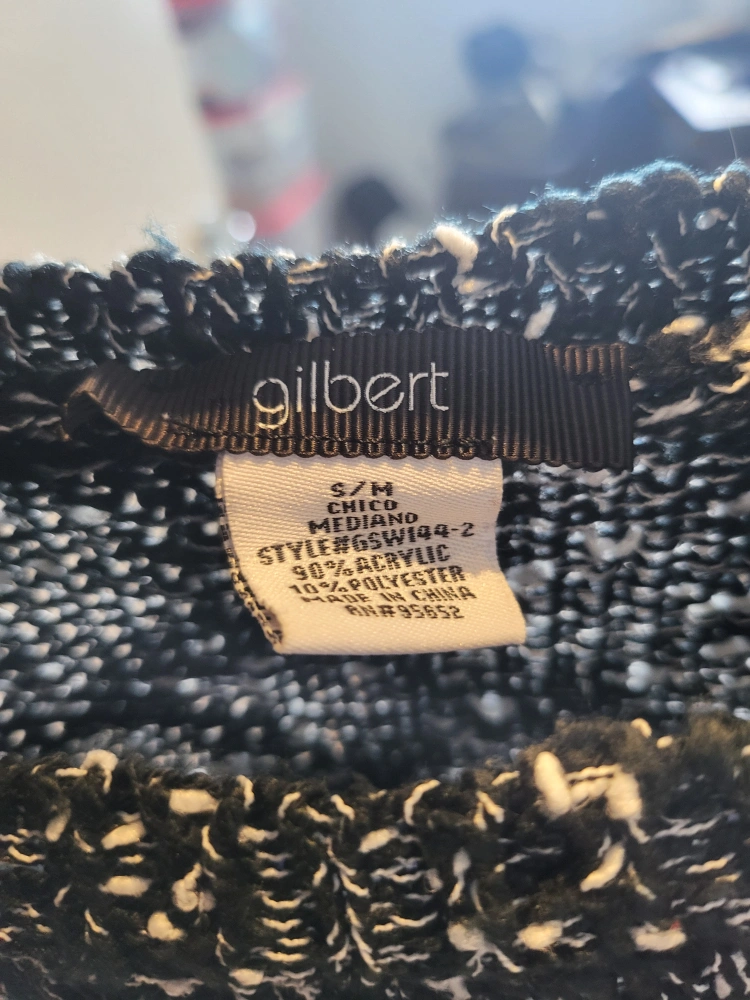 gilbert
S/M
CHICO
MEDIANO
STYLE#GSW144-2
90%ACRYLIC
10%POLYESTER
MADE IN CHINA
RN#95652